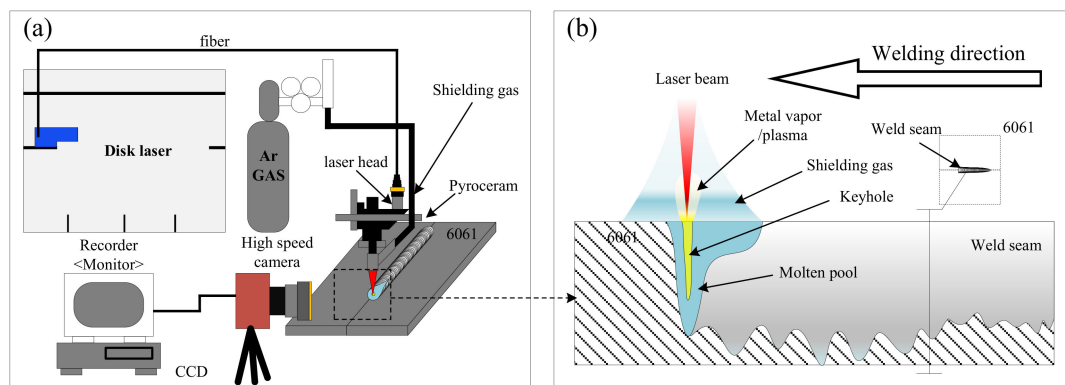 (a)
fiber
Shielding gas
Disk laser
Ar
GAS
laser head
Pyroceram
6061
Recorder
<Monitor>
High speed
camera
CCD
(b)
Welding direction
Laser beam
Metal vapor
/plasma
Weld seam
6061
Shielding gas
Keyhole
6061
Weld seam
Molten pool